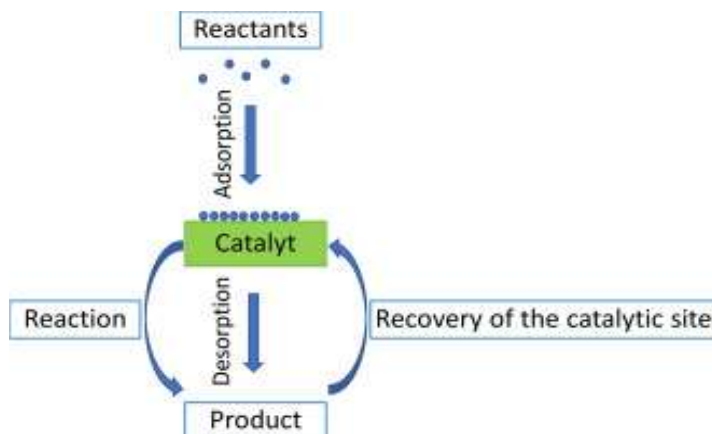 Reactants
Adsorption
Catalyt
Reaction
Desorption
Recovery of the catalytic site
Product